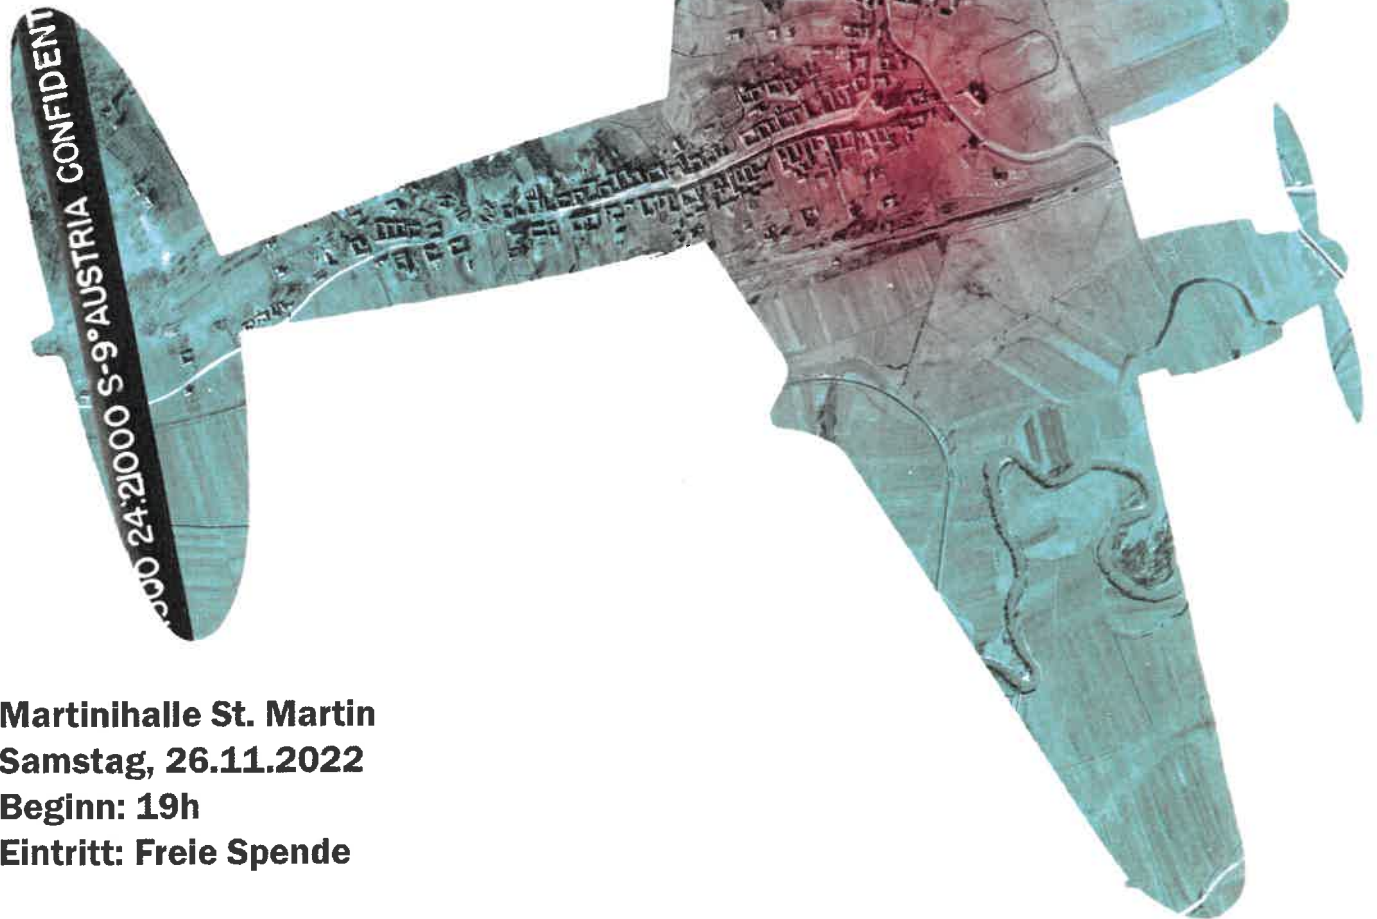 24.21000 S-9°AUSTRIA CONFIDENT
Martinihalle St. Martin
Samstag, 26.11.2022
Beginn: 19h
Eintritt: Freie Spende